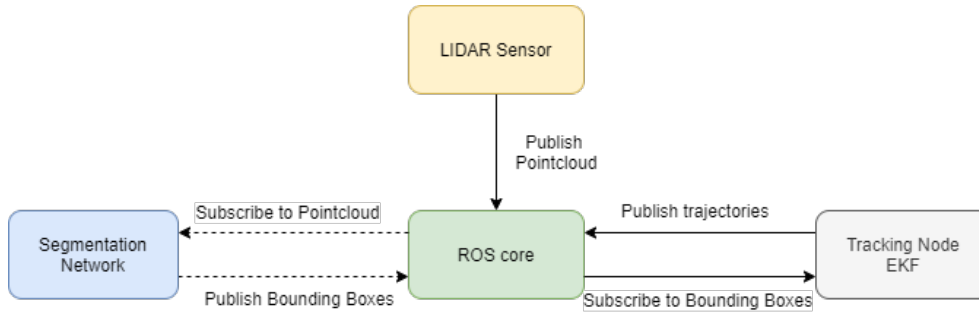 LIDAR Sensor
Publish
Pointcloud
Subscribe to Pointcloud
Publish trajectories
Segmentation
Network
ROS core
Tracking Node
EKF
Publish Bounding Boxes
Subscribe to Bounding Boxes